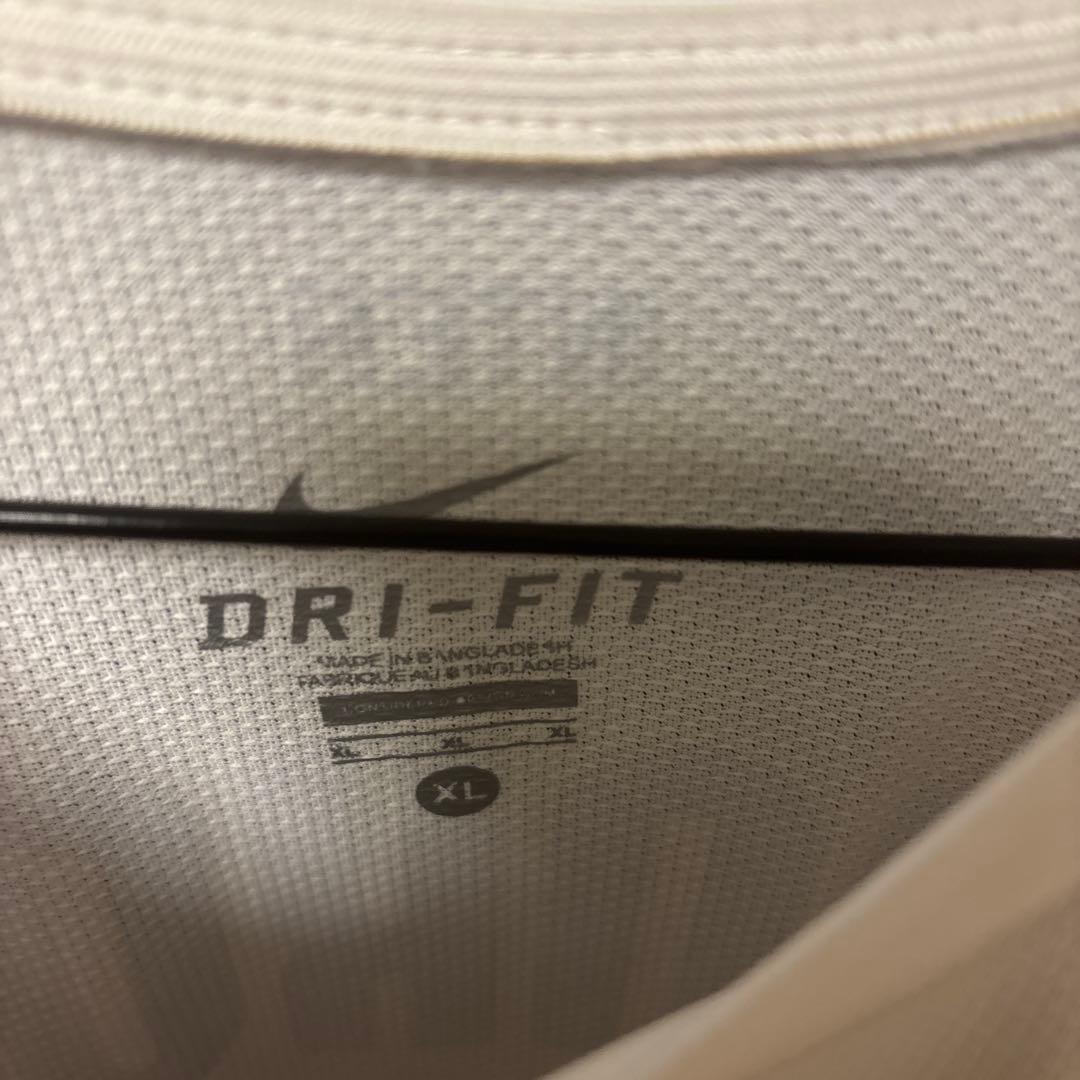 DRI-FIT
MADE IN BANGLADESH
FABRIQUE AU BANGLADESH
XL XL XL
XL